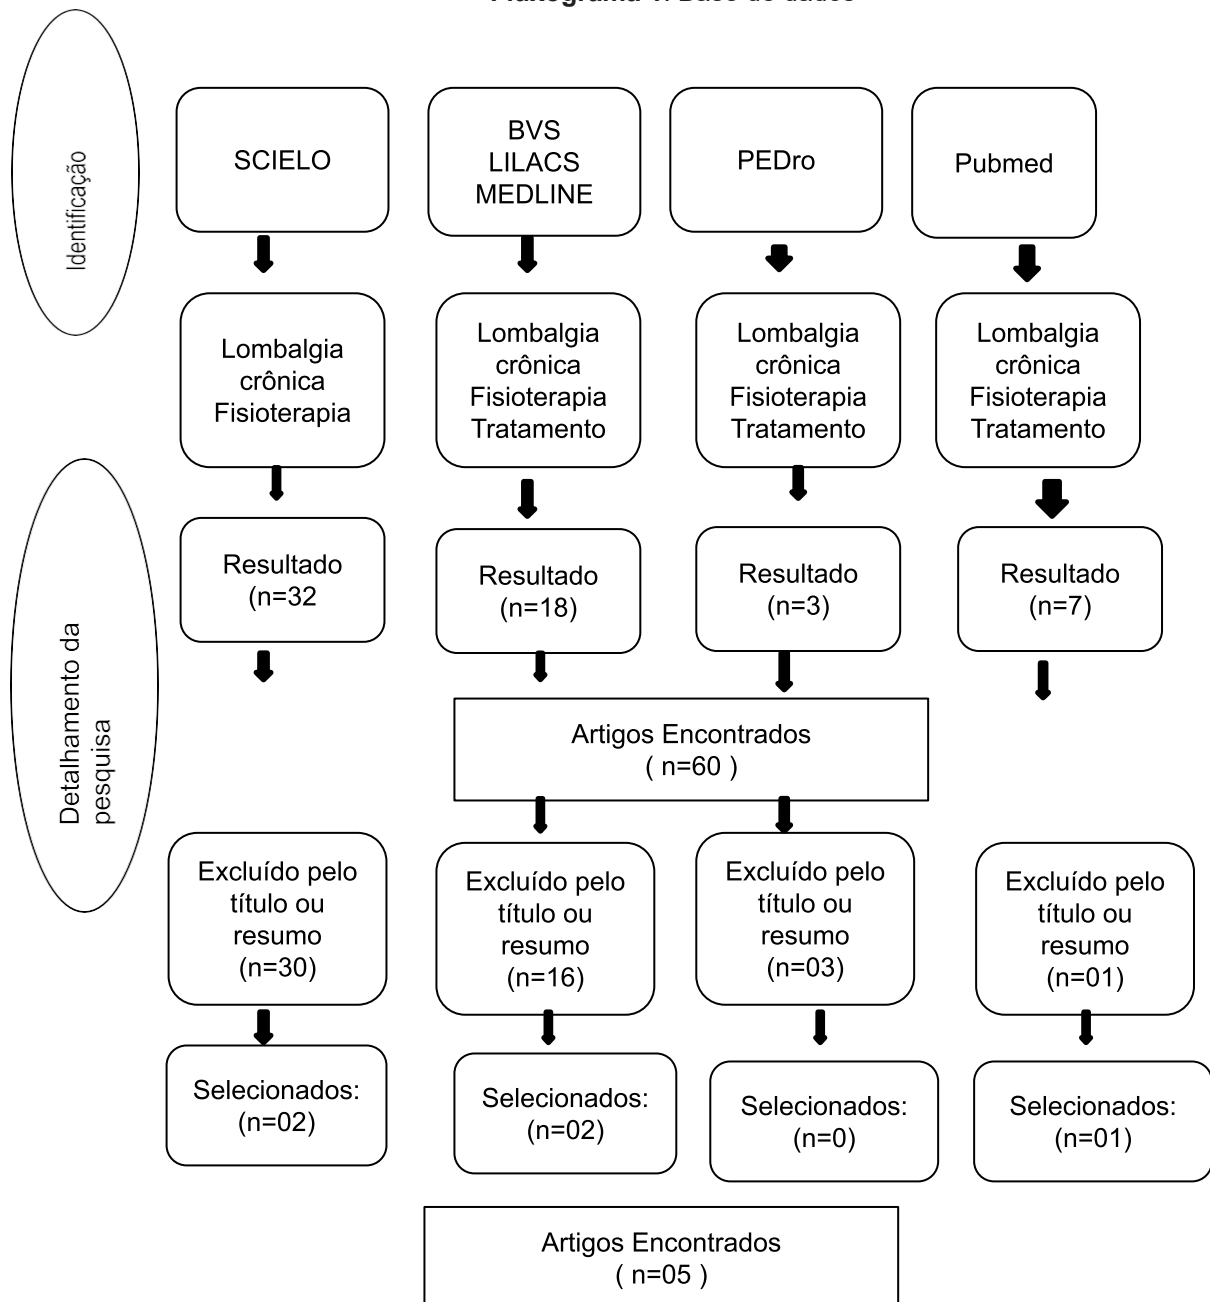 Fluxograma 1: Base de dados
Identificação
SCIELO
BVS
LILACS
MEDLINE
PEDro
Pubmed
Lombalgia
crônica
Fisioterapia
Lombalgia
crônica
Fisioterapia
Tratamento
Lombalgia
crônica
Fisioterapia
Tratamento
Lombalgia
crônica
Fisioterapia
Tratamento
Detalhamento da
pesquisa
Resultado
(n=32
Resultado
(n=18)
Resultado
(n=3)
Resultado
(n=7)
Artigos Encontrados
( n=60 )
Excluído pelo
título ou
resumo
(n=30)
Excluído pelo
título ou
resumo
(n=16)
Excluído pelo
título ou
resumo
(n=03)
Excluído pelo
título ou
resumo
(n=01)
Selecionados:
(n=02)
Selecionados:
(n=02)
Selecionados:
(n=0)
Selecionados:
(n=01)
Artigos Encontrados
( n=05 )